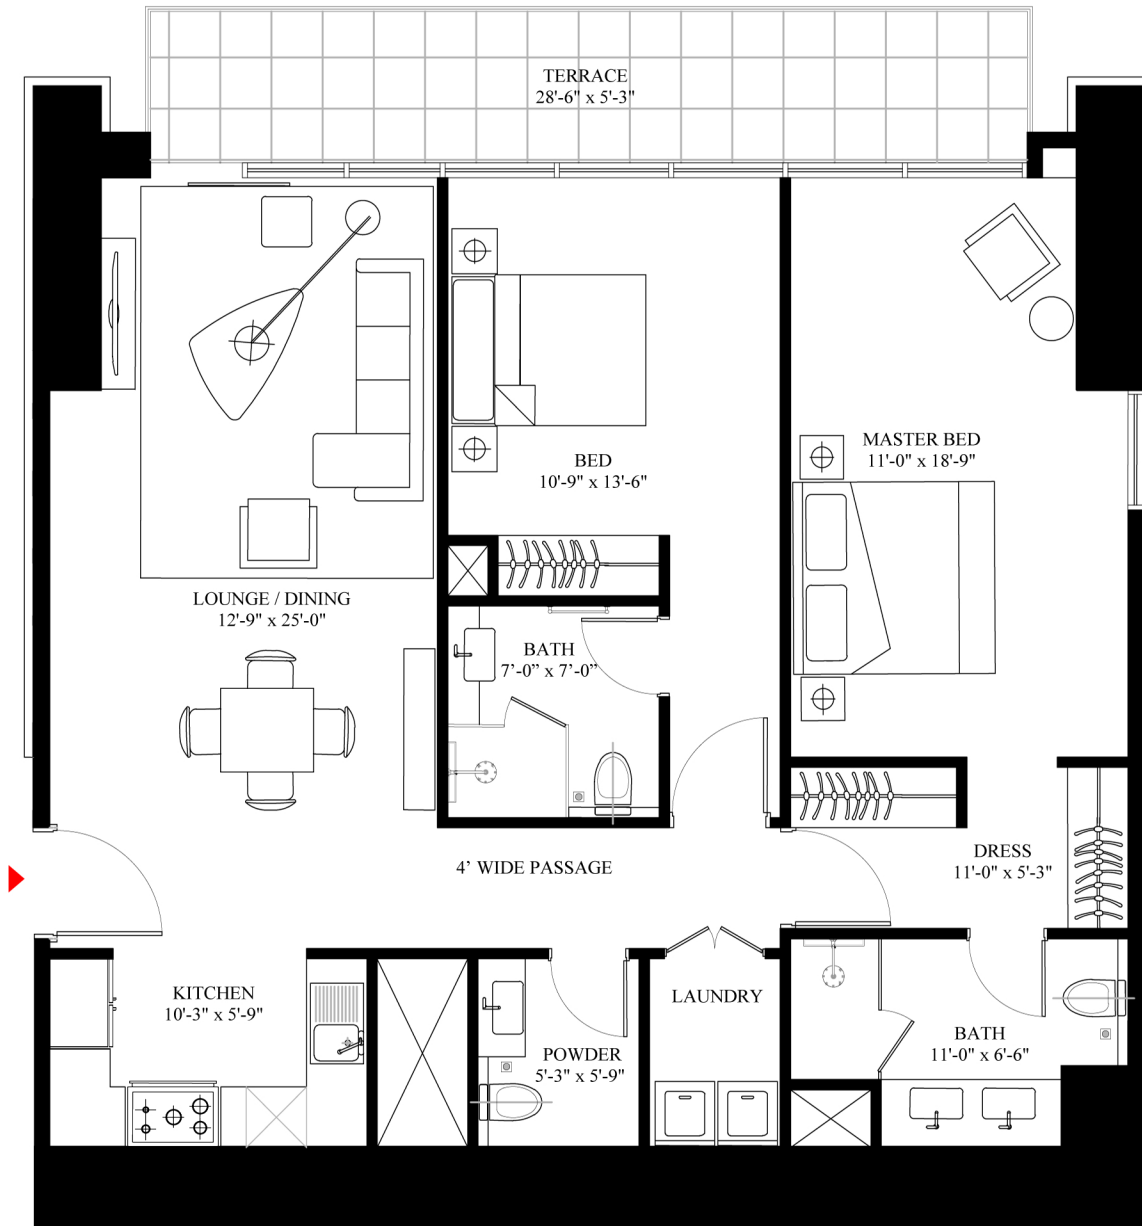 TERRACE
28'-6" x 5'-3"
MASTER BED
11'-0" x 18'-9"
BED
10'-9" x 13'-6"
LOUNGE / DINING
12'-9" x 25'-0"
BATH
7’-0” x 7’-0”
4’ WIDE PASSAGE
DRESS
11'-0" x 5'-3"
KITCHEN
10'-3" x 5'-9"
LAUNDRY
POWDER
5'-3" x 5'-9"
BATH
11'-0" x 6'-6"